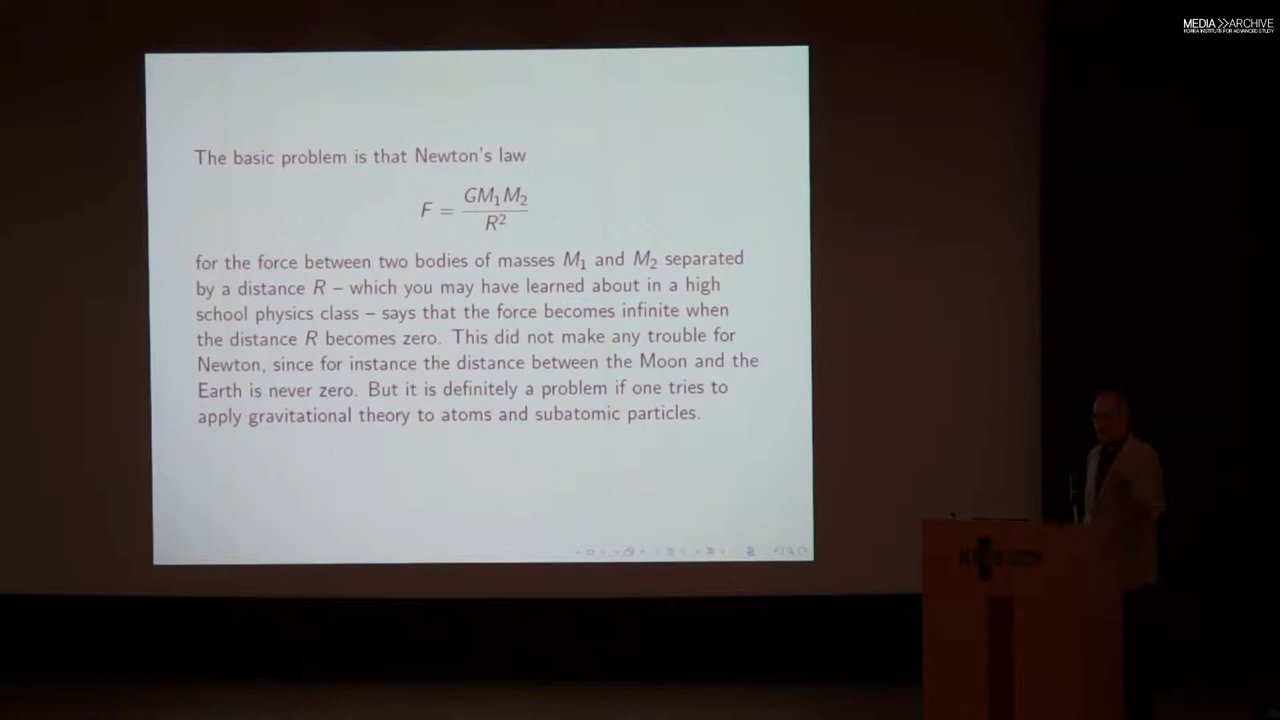 MEDIA >>ARCHIVE
KOREA INSTITUTE FOR ADVANCED STUDY
The basic problem is that Newton's law
F = GM₁M₂ / R²
for the force between two bodies of masses M₁ and M₂ separated
by a distance R – which you may have learned about in a high
school physics class – says that the force becomes infinite when
the distance R becomes zero. This did not make any trouble for
Newton, since for instance the distance between the Moon and the
Earth is never zero. But it is definitely a problem if one tries to
apply gravitational theory to atoms and subatomic particles.